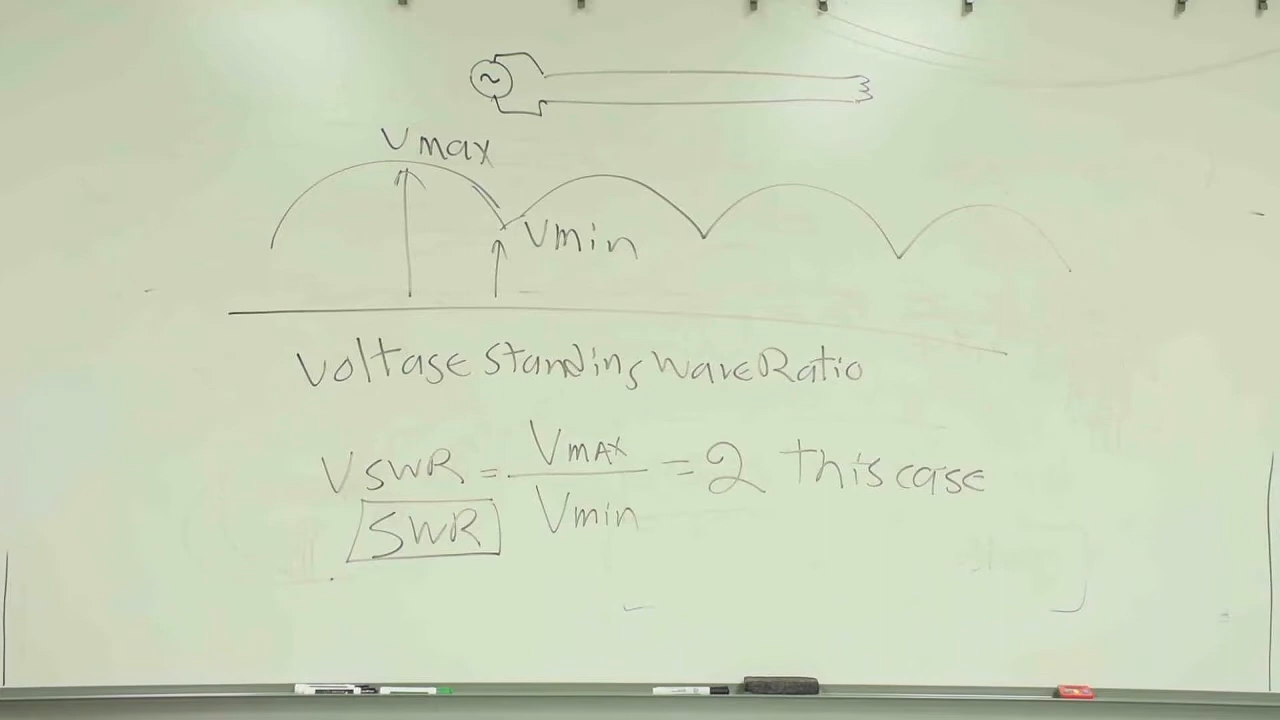 Vmax
Vmin
Voltage Standing Wave Ratio
VSWR = Vmax / Vmin = 2 this case
SWR